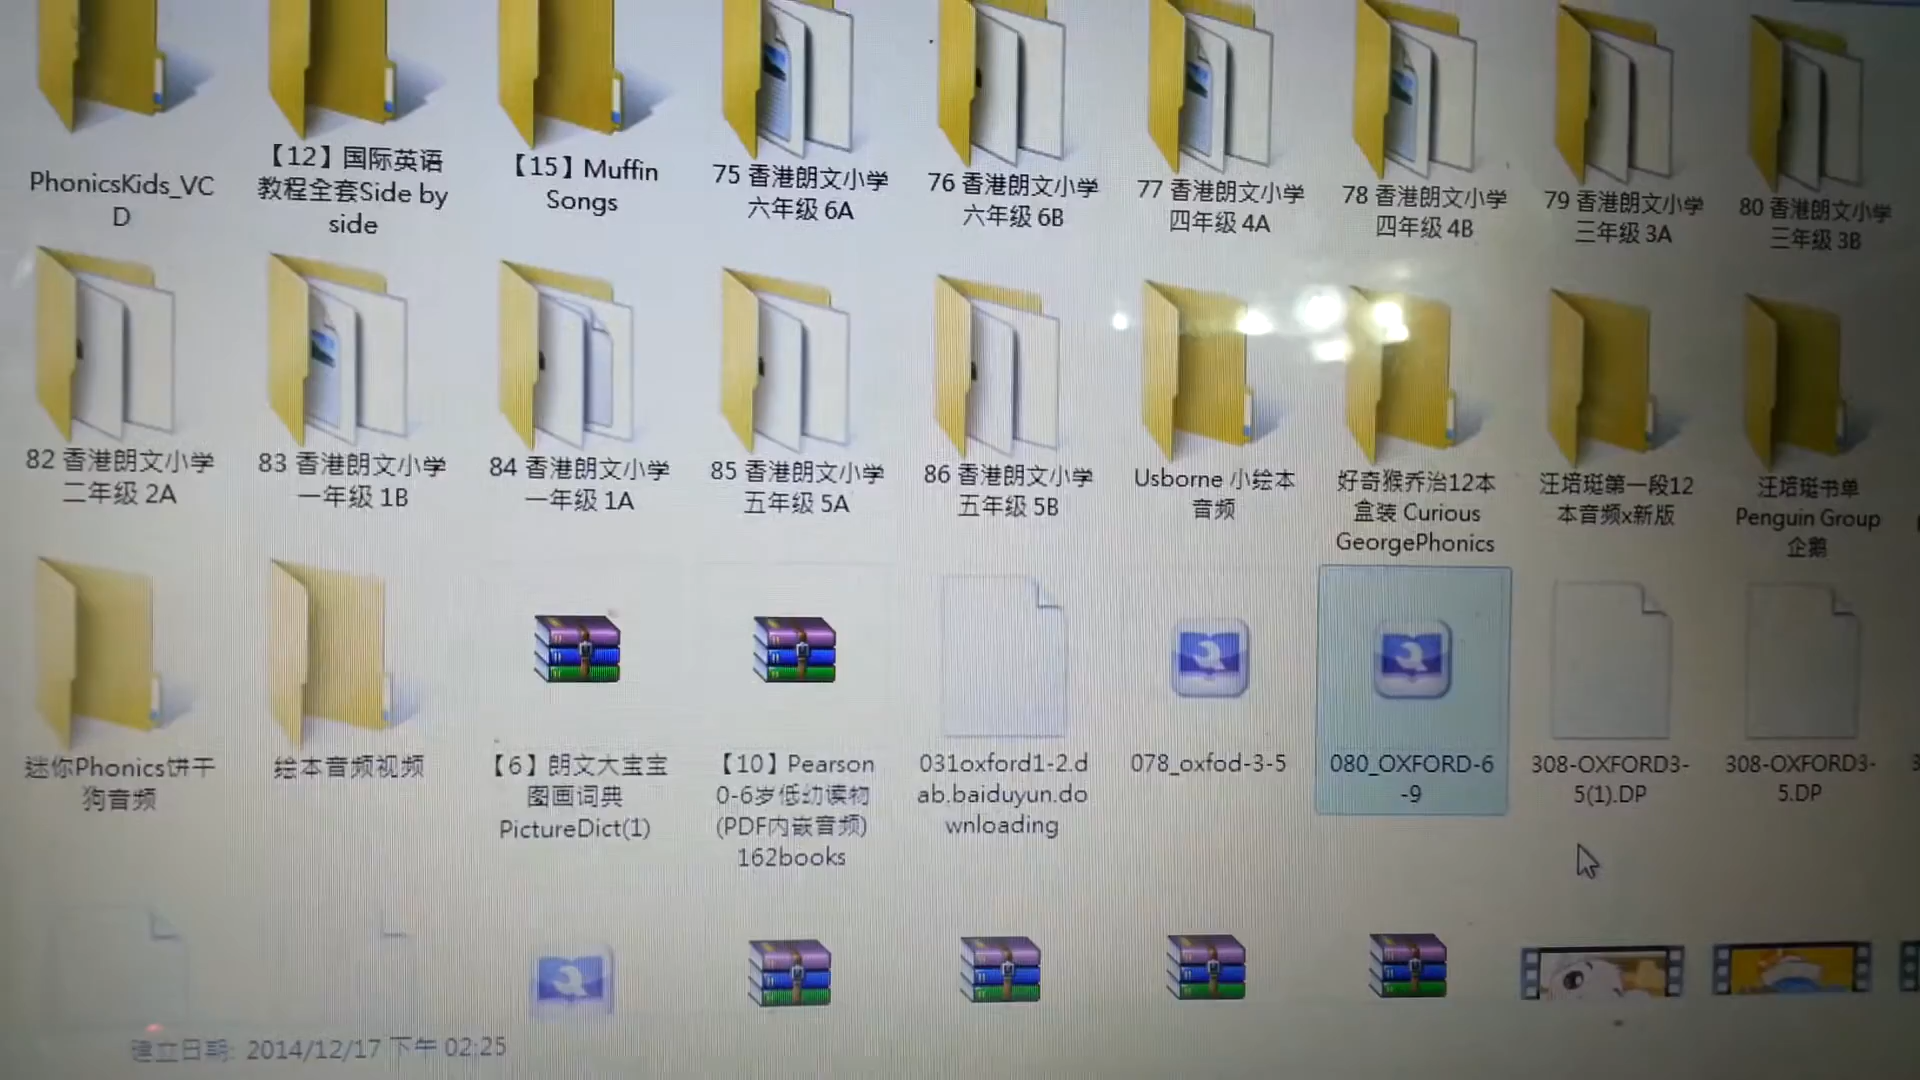 PhonicsKids_VC
D
【12】国际英语
教程全套Side by
side
【15】Muffin
Songs
75 香港朗文小学
六年级 6A
76 香港朗文小学
六年级 6B
77 香港朗文小学
四年级 4A
78 香港朗文小学
四年级 4B
79 香港朗文小学
三年级 3A
80 香港朗文小学
三年级 3B
82 香港朗文小学
二年级 2A
83 香港朗文小学
一年级 1B
84 香港朗文小学
一年级 1A
85 香港朗文小学
五年级 5A
86 香港朗文小学
五年级 5B
Usborne 小绘本
音频
好奇猴乔治12本
盒装 Curious
GeorgePhonics
汪培珽第一段12
本音频x新版
汪培珽书单
Penguin Group
企鹅
迷你Phonics饼干
狗音频
绘本音频视频
【6】朗文大宝宝
图画词典
PictureDict(1)
【10】Pearson
0-6岁低幼读物
(PDF内嵌音频)
162books
031oxford1-2.d
ab.baiduyun.do
wnloading
078_oxfod-3-5
080_OXFORD-6
-9
308-OXFORD3-
5(1).DP
308-OXFORD3-
5.DP
建立日期: 2014/12/17 下午 02:25